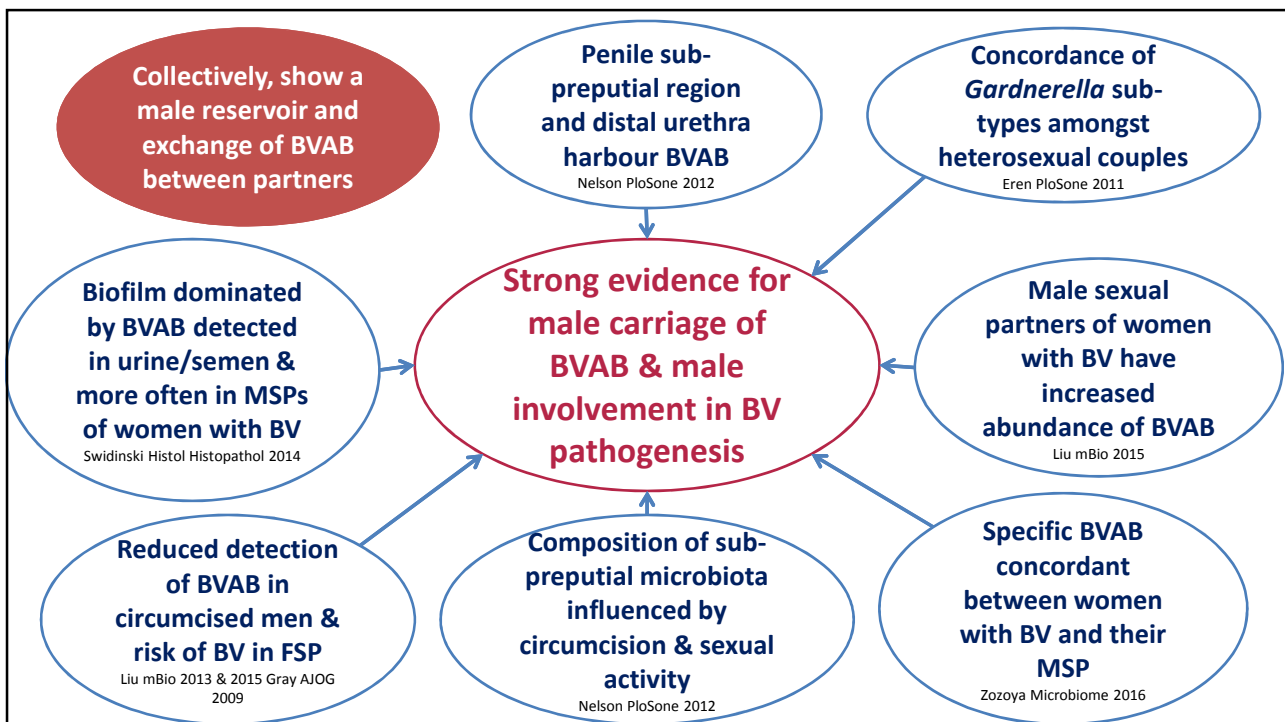 Collectively, show a
male reservoir and
exchange of BVAB
between partners
Penile sub-
preputial region
and distal urethra
harbour BVAB
Nelson PloSone 2012
Concordance of
Gardnerella sub-
types amongst
heterosexual couples
Eren PloSone 2011
Biofilm dominated
by BVAB detected
in urine/semen &
more often in MSPs
of women with BV
Swidinski Histol Histopathol 2014
Strong evidence for
male carriage of
BVAB & male
involvement in BV
pathogenesis
Male sexual
partners of women
with BV have
increased
abundance of BVAB
Liu mBio 2015
Reduced detection
of BVAB in
circumcised men &
risk of BV in FSP
Liu mBio 2013 & 2015 Gray AJOG
2009
Composition of sub-
preputial microbiota
influenced by
circumcision & sexual
activity
Nelson PloSone 2012
Specific BVAB
concordant
between women
with BV and their
MSP
Zozoya Microbiome 2016